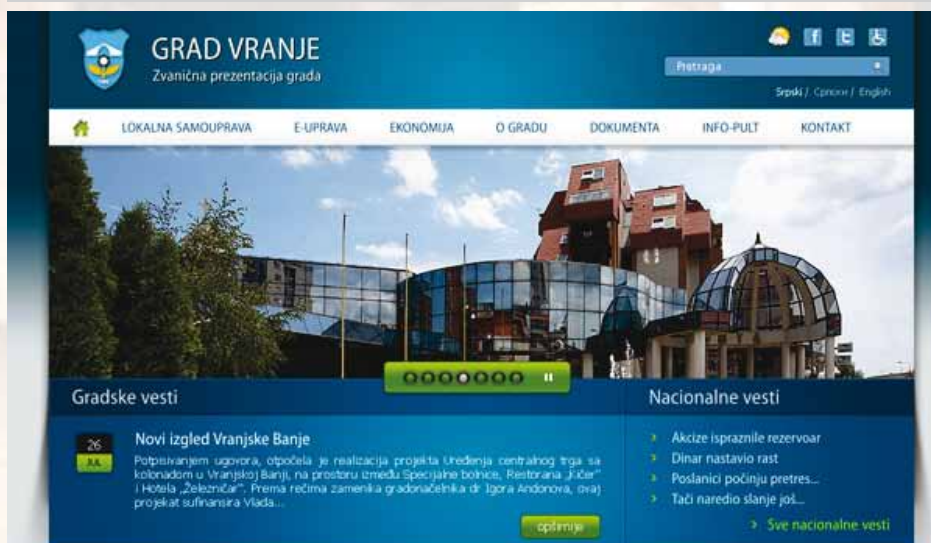 GRAD VRANJE
Zvanična prezentacija grada
Pretraga
Srpski / Српски / English
LOKALNA SAMOUPRAVA E-UPRAVA EKONOMIJA O GRADU DOKUMENTA INFO-PULT KONTAKT
Gradske vesti
26
JUL
Novi izgled Vranjske Banje
Potpisivanjem ugovora, otpočela je realizacija projekta Uređenja centralnog trga sa
kolonadom u Vranjskoj Banji, na prostoru između Specijalne bolnice, Restorana „Kičer"
i Hotela „Železničar". Prema rečima zamenika gradonačelnika dr Igora Andonova, ovaj
projekat sufinansira Vlada...
opširnije
Nacionalne vesti
Akcize ispraznile rezervoar
Dinar nastavio rast
Poslanici počinju pretres...
Tači naredio slanje još...
Sve nacionalne vesti